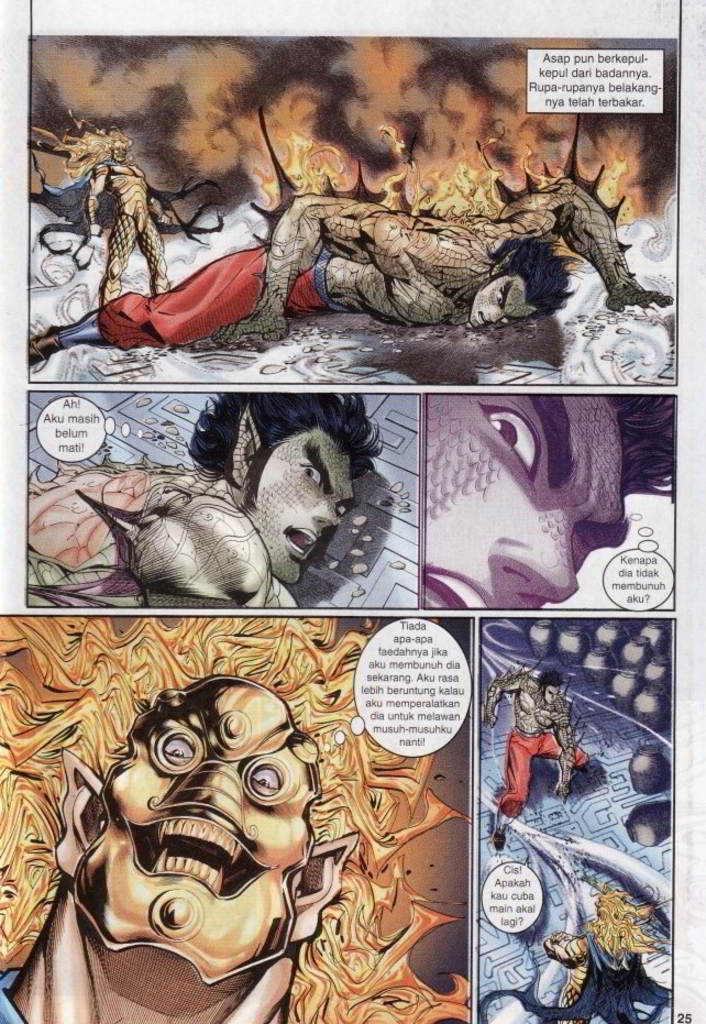 Asap pun berkepul-
kepul dari badannya.
Rupa-rupanya belakang-
nya telah terbakar.
Ah!
Aku masih
belum
mati!
Kenapa
dia tidak
membunuh
aku?
Tiada
apa-apa
faedahnya jika
aku membunuh dia
sekarang. Aku rasa
lebih beruntung kalau
aku memperalatkan
dia untuk melawan
musuh-musuhku
nanti!
Cis!
Apakah
kau cuba
main akal
lagi?
25